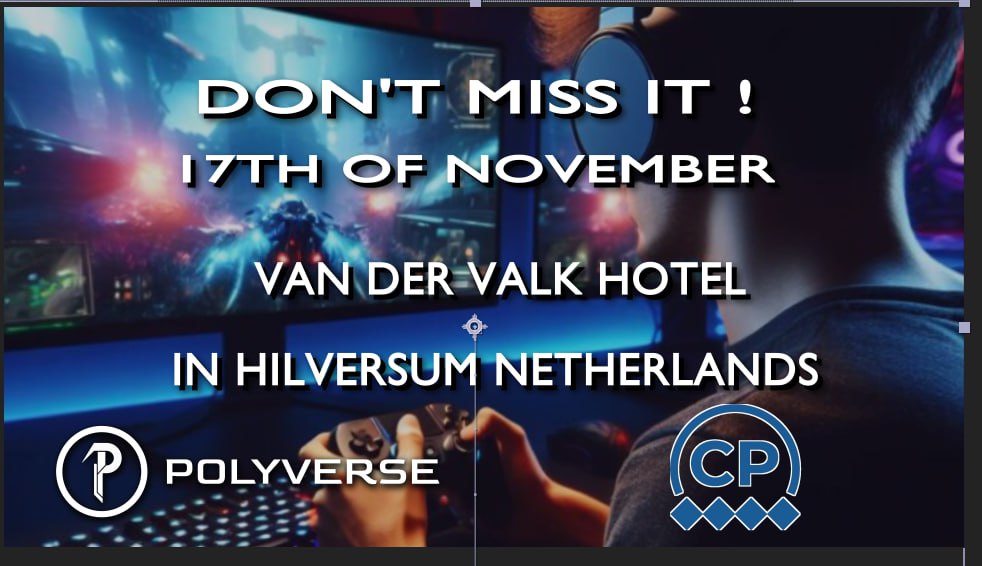 DON'T MISS IT !
17TH OF NOVEMBER
VAN DER VALK HOTEL
IN HILVERSUM NETHERLANDS
POLYVERSE
CP